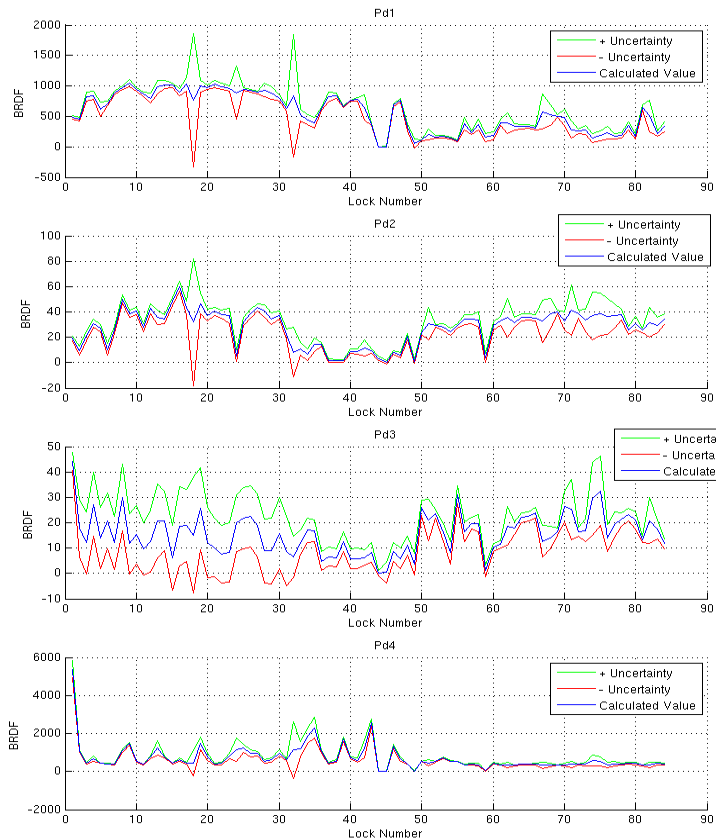 Pd1
2000
1500
1000
500
0
-500
BRDF
0 10 20 30 40 50 60 70 80 90
Lock Number
+ Uncertainty
- Uncertainty
Calculated Value
Pd2
100
80
60
40
20
0
-20
BRDF
0 10 20 30 40 50 60 70 80 90
Lock Number
+ Uncertainty
- Uncertainty
Calculated Value
Pd3
50
40
30
20
10
0
-10
BRDF
0 10 20 30 40 50 60 70 80 90
Lock Number
+ Uncerta
- Uncerta
Calculate
Pd4
6000
4000
2000
0
-2000
BRDF
0 10 20 30 40 50 60 70 80 90
Lock Number
+ Uncertainty
- Uncertainty
Calculated Value